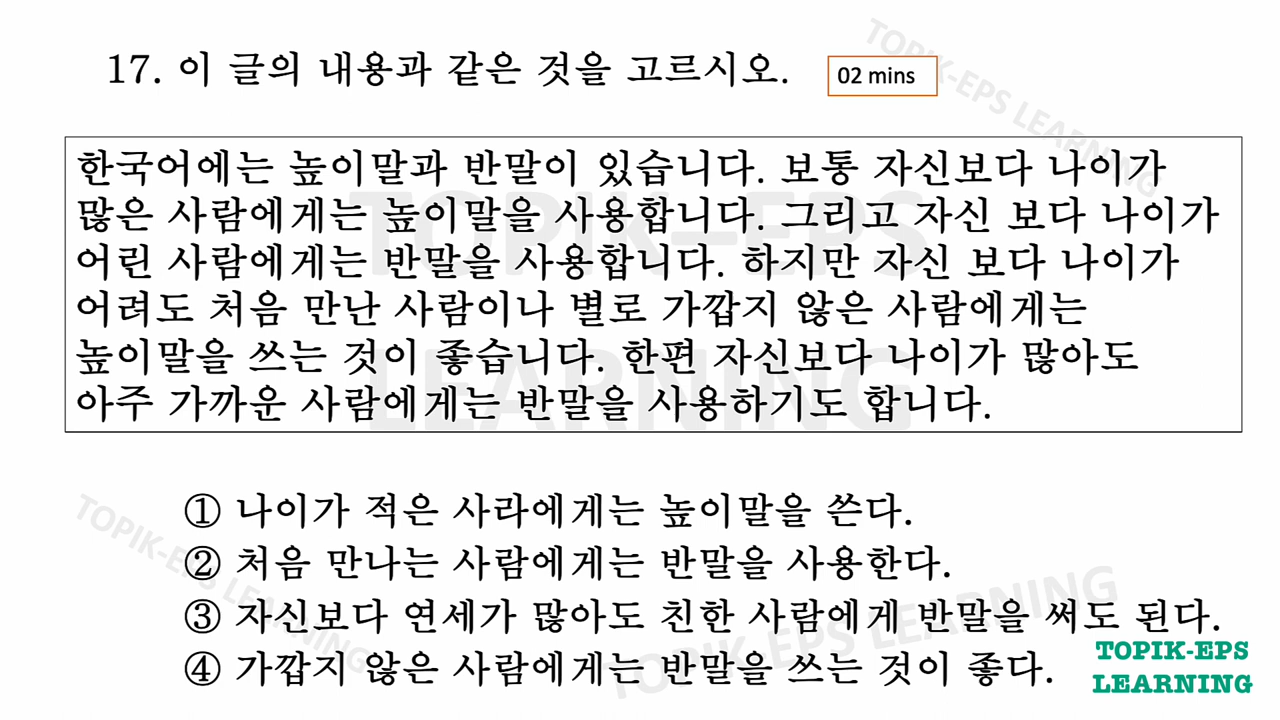 17. 이 글의 내용과 같은 것을 고르시오.
02 mins
한국어에는 높이말과 반말이 있습니다. 보통 자신보다 나이가
많은 사람에게는 높이말을 사용합니다. 그리고 자신 보다 나이가
어린 사람에게는 반말을 사용합니다. 하지만 자신 보다 나이가
어려도 처음 만난 사람이나 별로 가깝지 않은 사람에게는
높이말을 쓰는 것이 좋습니다. 한편 자신보다 나이가 많아도
아주 가까운 사람에게는 반말을 사용하기도 합니다.
① 나이가 적은 사라에게는 높이말을 쓴다.
② 처음 만나는 사람에게는 반말을 사용한다.
③ 자신보다 연세가 많아도 친한 사람에게 반말을 써도 된다.
④ 가깝지 않은 사람에게는 반말을 쓰는 것이 좋다.
TOPIK-EPS
LEARNING
TOPIK-EPS LEARNING
TOPIK-EPS
LEARNING
TOPIK-EPS LEARNING
TOPIK-EPS LEARNING